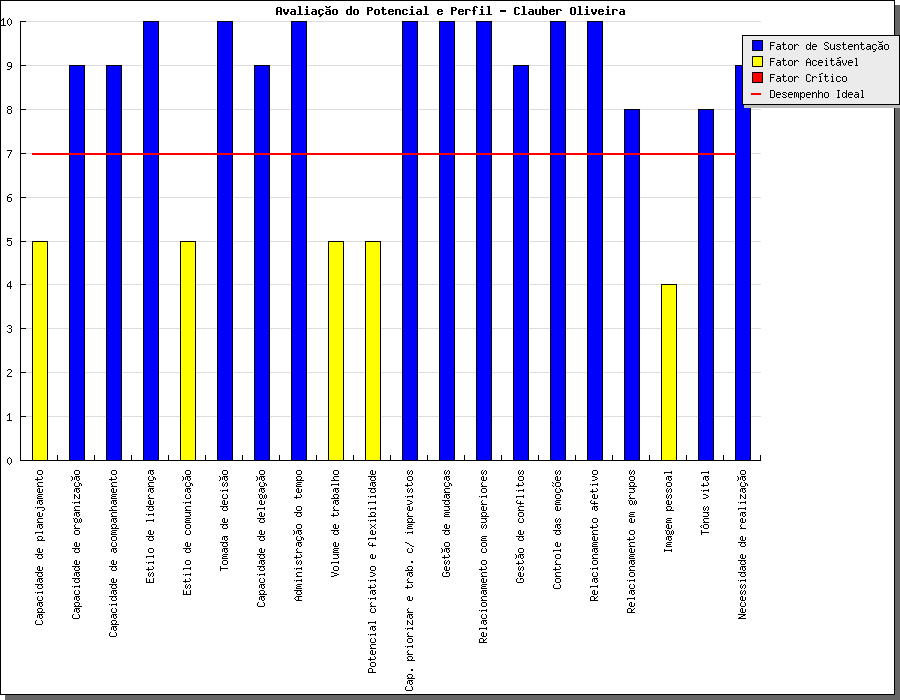 Avaliação do Potencial e Perfil - Clauber Oliveira
10
9
8
7
6
5
4
3
2
1
0
Fator de Sustentação
Fator Aceitável
Fator Crítico
Desempenho Ideal
Capacidade de planejamento
Capacidade de organização
Capacidade de acompanhamento
Estilo de liderança
Estilo de comunicação
Tomada de decisão
Capacidade de delegação
Administração do tempo
Volume de trabalho
Potencial criativo e flexibilidade
Cap. priorizar e trab. c/ imprevistos
Gestão de mudanças
Relacionamento com superiores
Gestão de conflitos
Controle das emoções
Relacionamento afetivo
Relacionamento em grupos
Imagem pessoal
Tônus vital
Necessidade de realização